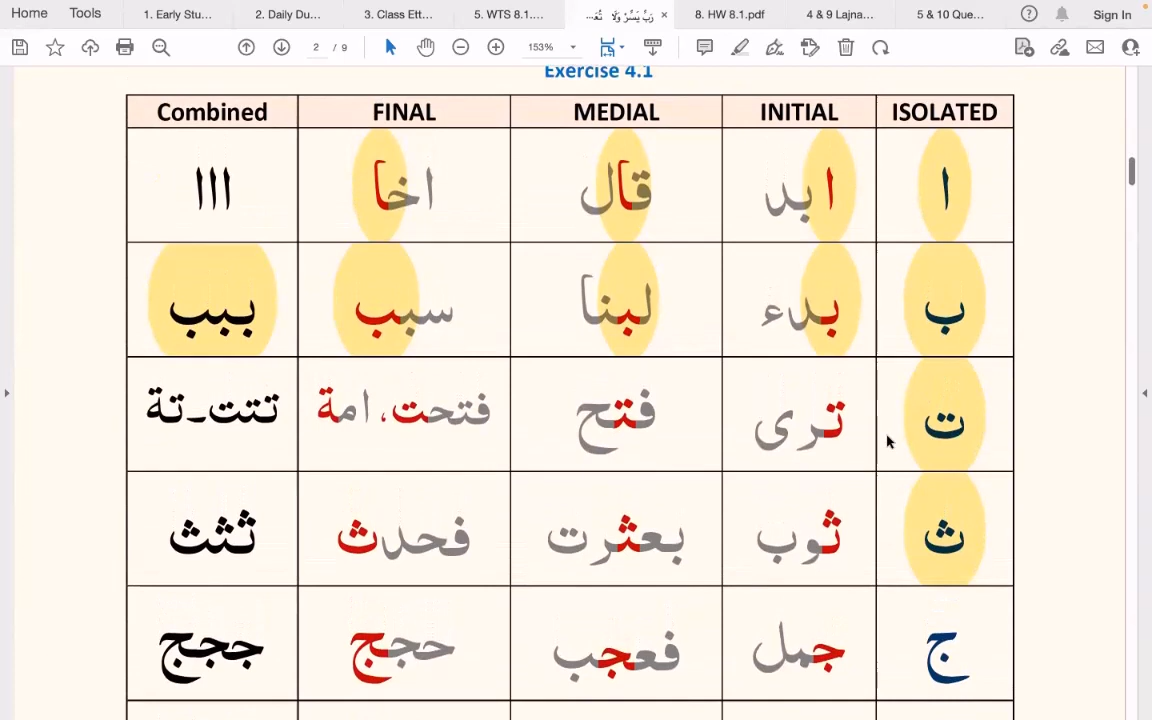 Home Tools 1. Early Stu... 2. Daily Du... 3. Class Ett... 5. WTS 8.1.... 8. HW 8.1.pdf 4 & 9 Lajna... 5 & 10 Que... Sign In
2 / 9 153%
Exercise 4.1
Combined FINAL MEDIAL INITIAL ISOLATED
ا ابد قال اخا ااا
ب بدء لبنا سبب ببب
ت ترى فتح فتحت، امة تتت-تة
ث ثوب بعثرت فحدث ثثث
ج جمل فعجب حجج ججج